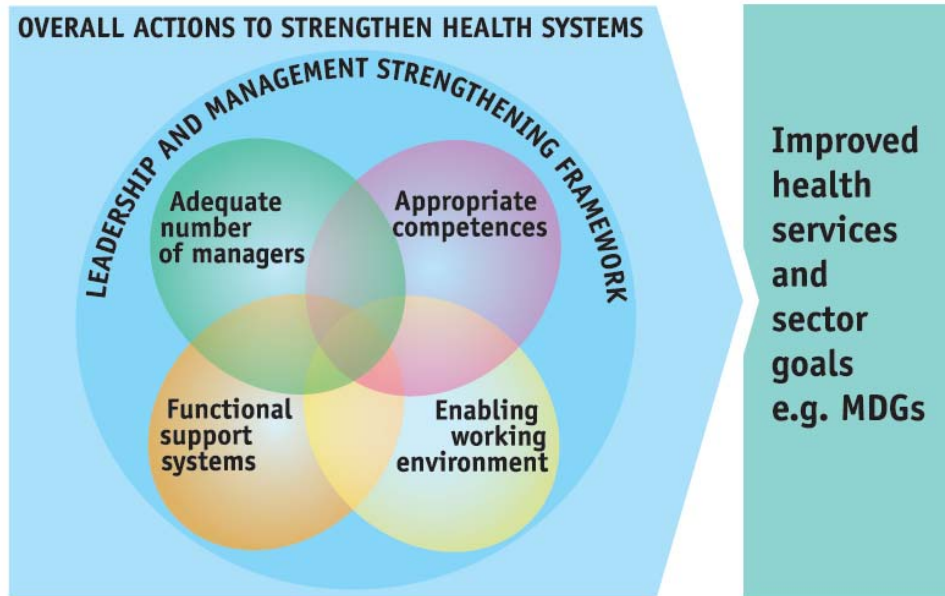 OVERALL ACTIONS TO STRENGTHEN HEALTH SYSTEMS
LEADERSHIP AND MANAGEMENT STRENGTHENING FRAMEWORK
Adequate
number
of managers
Appropriate
competences
Functional
support
systems
Enabling
working
environment
Improved
health
services
and
sector
goals
e.g. MDGs